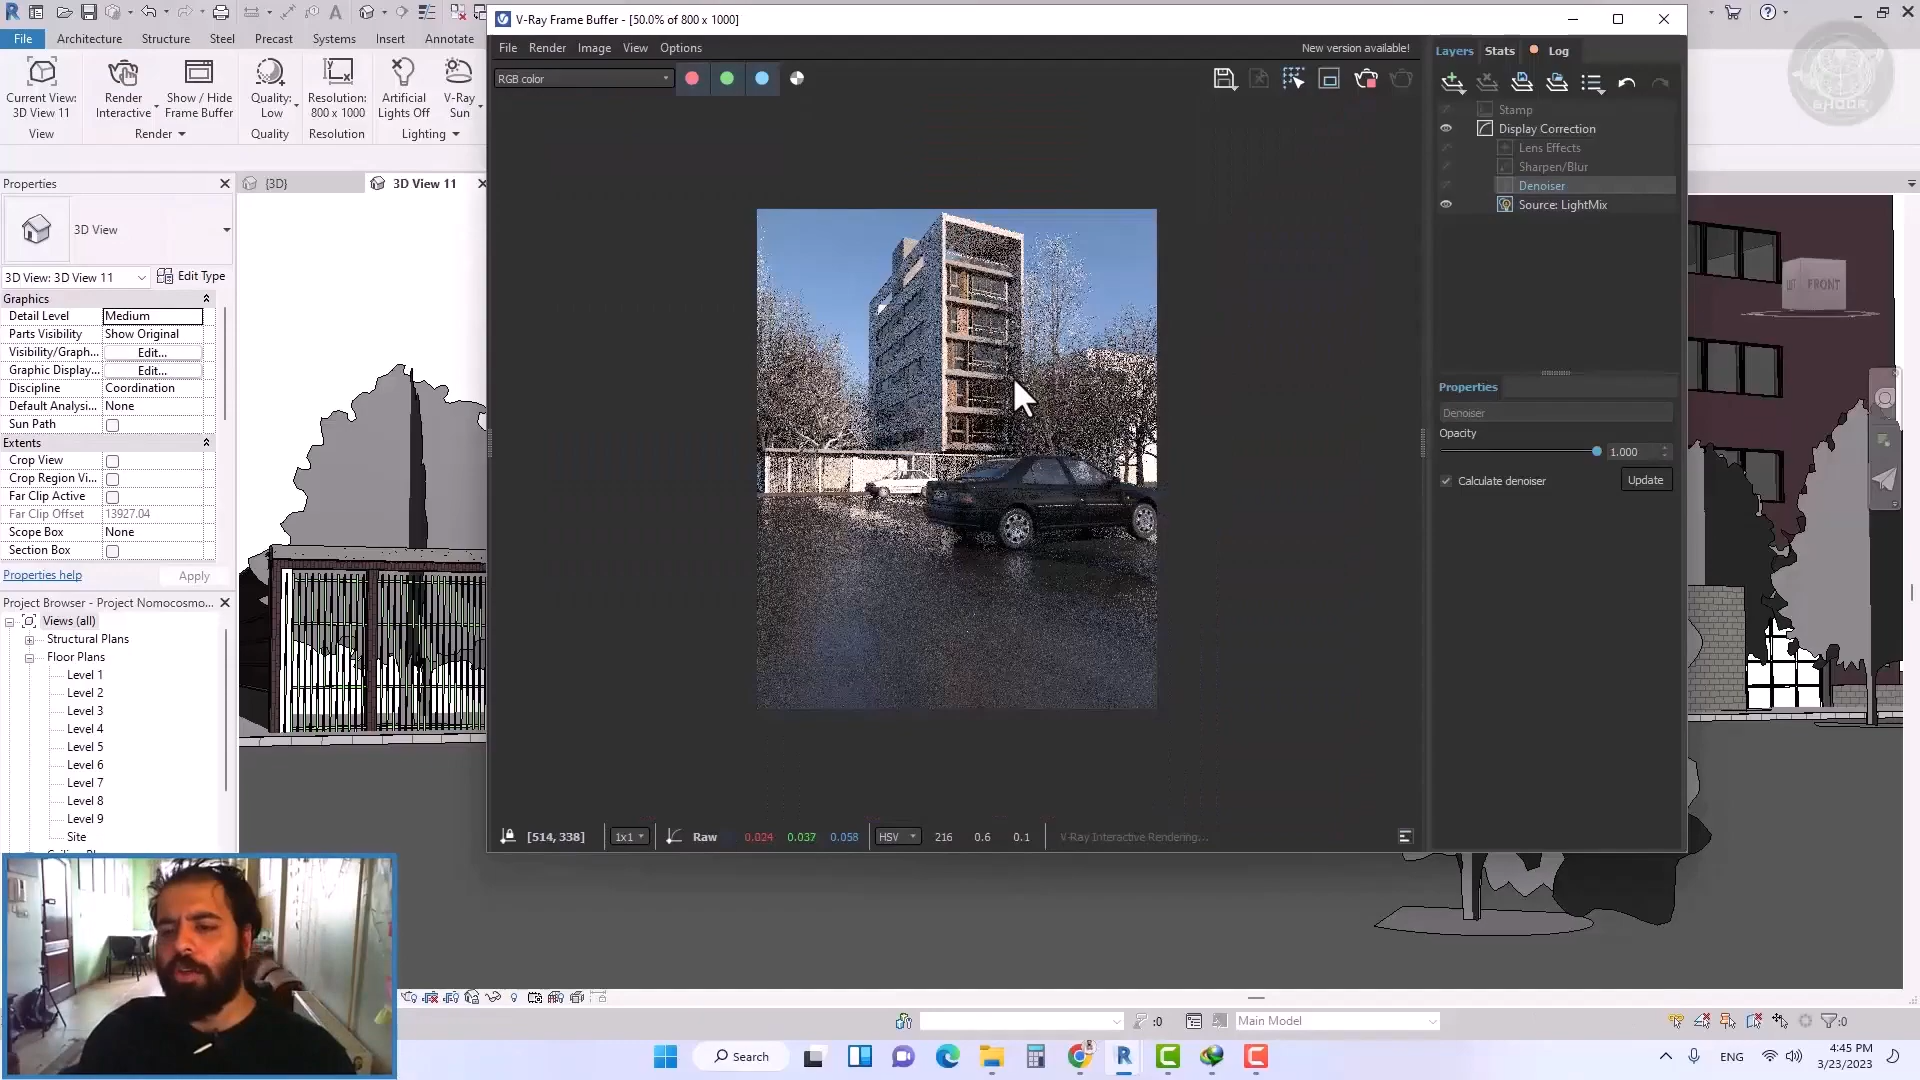 V-Ray Frame Buffer - [50.0% of 800 x 1000]
File
Architecture
Structure
Steel
Precast
Systems
Insert
Annotate
File
Render
Image
View
Options
New version available!
Layers
Stats
Log
RGB color
Current View:
3D View 11
Render
Interactive
Show / Hide
Frame Buffer
Quality:
Low
Resolution:
800 x 1000
Artificial
Lights Off
V-Ray
Sun
View
Render
Quality
Resolution
Lighting
Stamp
Display Correction
Lens Effects
Sharpen/Blur
Denoiser
Source: LightMix
Properties
{3D}
3D View 11
3D View
3D View: 3D View 11
Edit Type
Graphics
Detail Level
Medium
Parts Visibility
Show Original
Visibility/Graph...
Edit...
Graphic Display...
Edit...
Discipline
Coordination
Default Analysi...
None
Sun Path
Extents
Crop View
Crop Region Vi...
Far Clip Active
Far Clip Offset
13927.04
Scope Box
None
Section Box
Properties help
Apply
Project Browser - Project Nomocosmo...
Views (all)
Structural Plans
Floor Plans
Level 1
Level 2
Level 3
Level 4
Level 5
Level 6
Level 7
Level 8
Level 9
Site
FRONT
Properties
Denoiser
Opacity
1.000
Calculate denoiser
Update
[514, 338]
1x1
Raw
0.024
0.037
0.058
HSV
216
0.6
0.1
V-Ray Interactive Rendering...
:0
Main Model
:0
Search
ENG
4:45 PM
3/23/2023